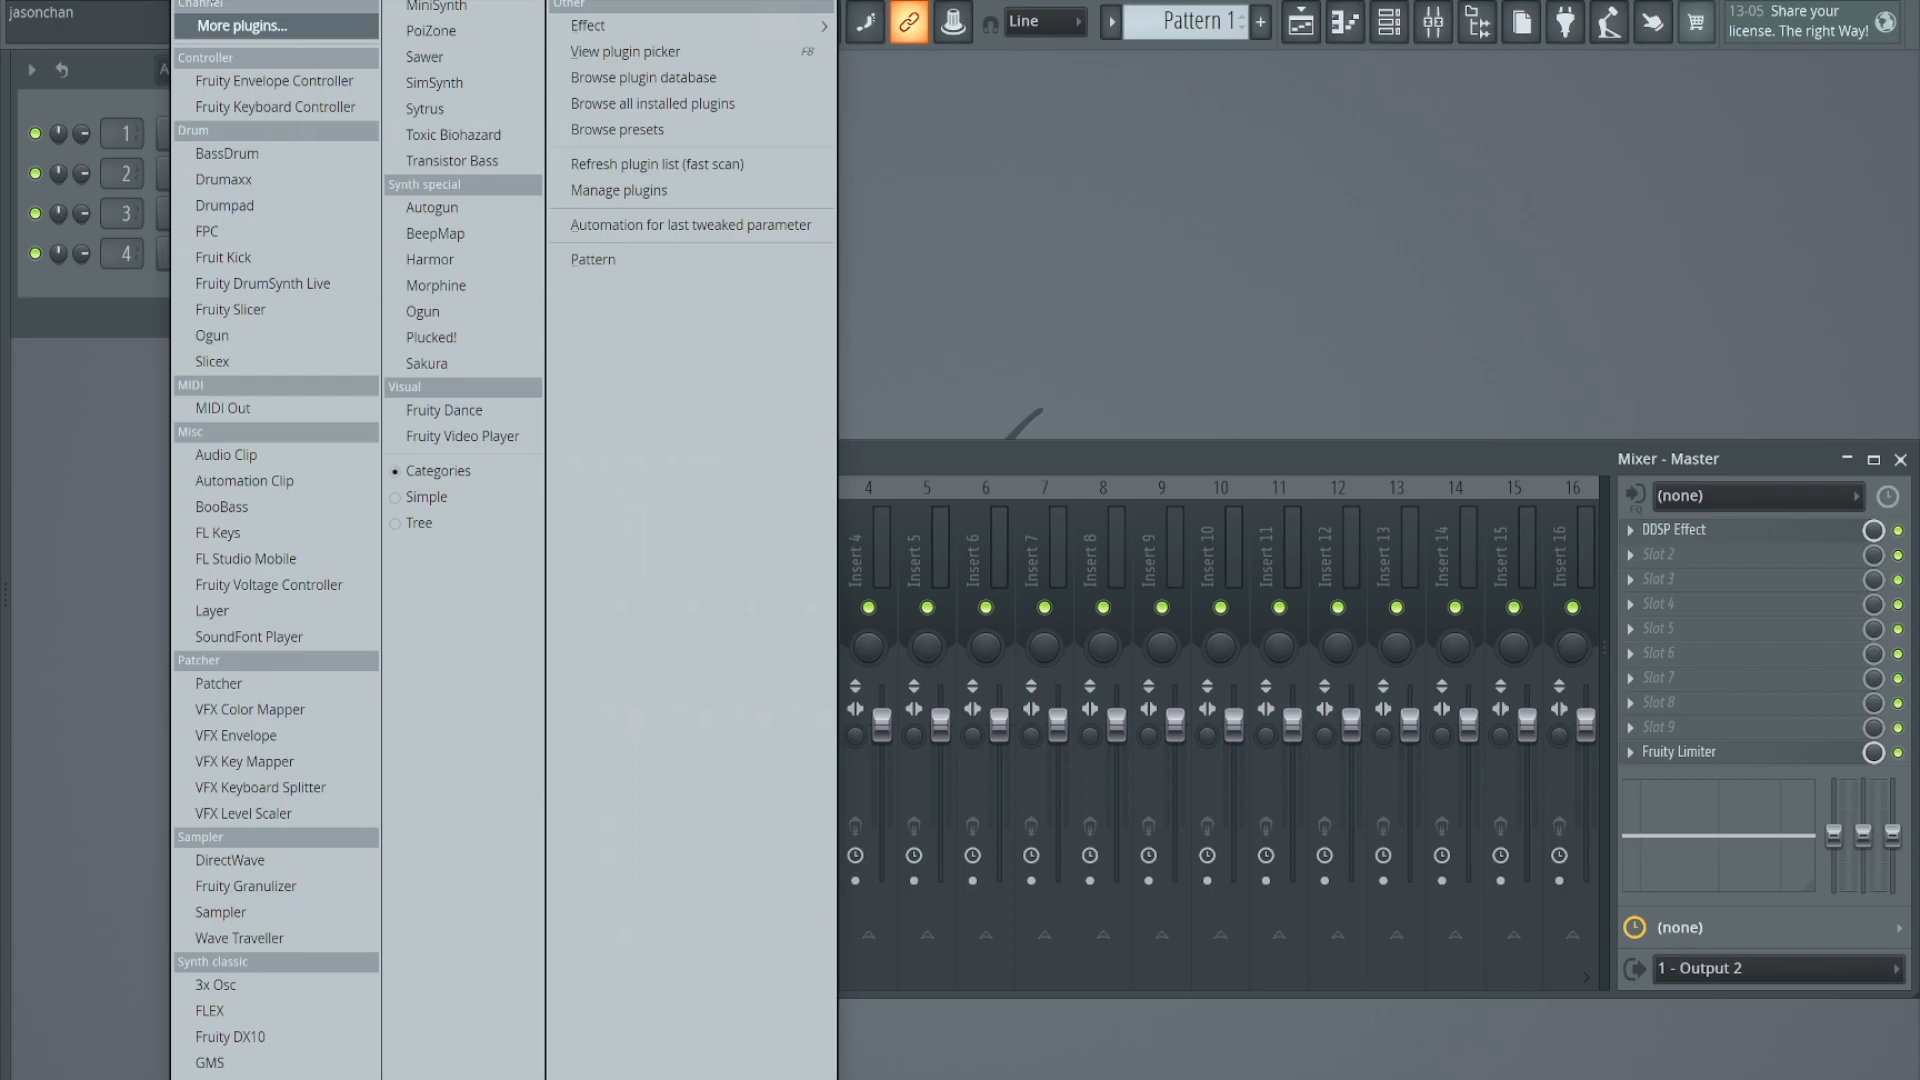 jasonchan
Channel
More plugins...
Controller
Fruity Envelope Controller
Fruity Keyboard Controller
Drum
BassDrum
Drumaxx
Drumpad
FPC
Fruit Kick
Fruity DrumSynth Live
Fruity Slicer
Ogun
Slicex
MIDI
MIDI Out
Misc
Audio Clip
Automation Clip
BooBass
FL Keys
FL Studio Mobile
Fruity Voltage Controller
Layer
SoundFont Player
Patcher
Patcher
VFX Color Mapper
VFX Envelope
VFX Key Mapper
VFX Keyboard Splitter
VFX Level Scaler
Sampler
DirectWave
Fruity Granulizer
Sampler
Wave Traveller
Synth classic
3x Osc
FLEX
Fruity DX10
GMS
MiniSynth
PoiZone
Sawer
SimSynth
Sytrus
Toxic Biohazard
Transistor Bass
Synth special
Autogun
BeepMap
Harmor
Morphine
Ogun
Plucked!
Sakura
Visual
Fruity Dance
Fruity Video Player
Categories
Simple
Tree
Other
Effect
View plugin picker F8
Browse plugin database
Browse all installed plugins
Browse presets
Refresh plugin list (fast scan)
Manage plugins
Automation for last tweaked parameter
Pattern
A
1
2
3
4
Line
Pattern 1
+
13-05 Share your
license. The right Way!
Mixer - Master
4 5 6 7 8 9 10 11 12 13 14 15 16
Insert 4
Insert 5
Insert 6
Insert 7
Insert 8
Insert 9
Insert 10
Insert 11
Insert 12
Insert 13
Insert 14
Insert 15
Insert 16
(none)
EQ
DDSP Effect
Slot 2
Slot 3
Slot 4
Slot 5
Slot 6
Slot 7
Slot 8
Slot 9
Fruity Limiter
(none)
1 - Output 2